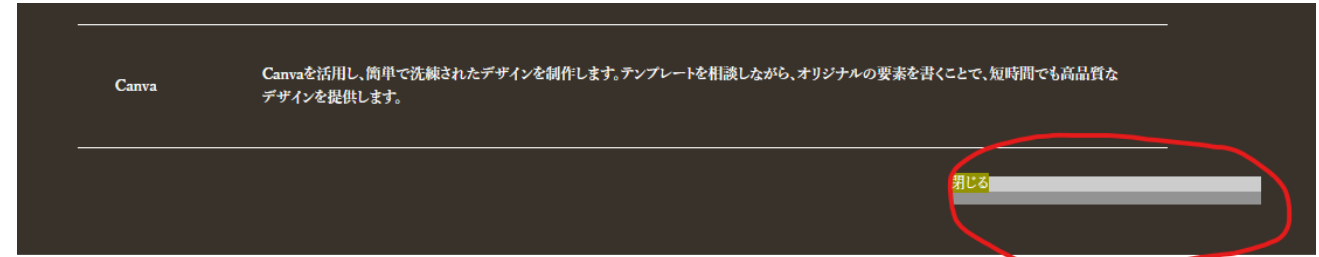 Canva
Canvaを活用し、簡単で洗練されたデザインを制作します。テンプレートを相談しながら、オリジナルの要素を書くことで、短時間でも高品質な
デザインを提供します。
閉じる